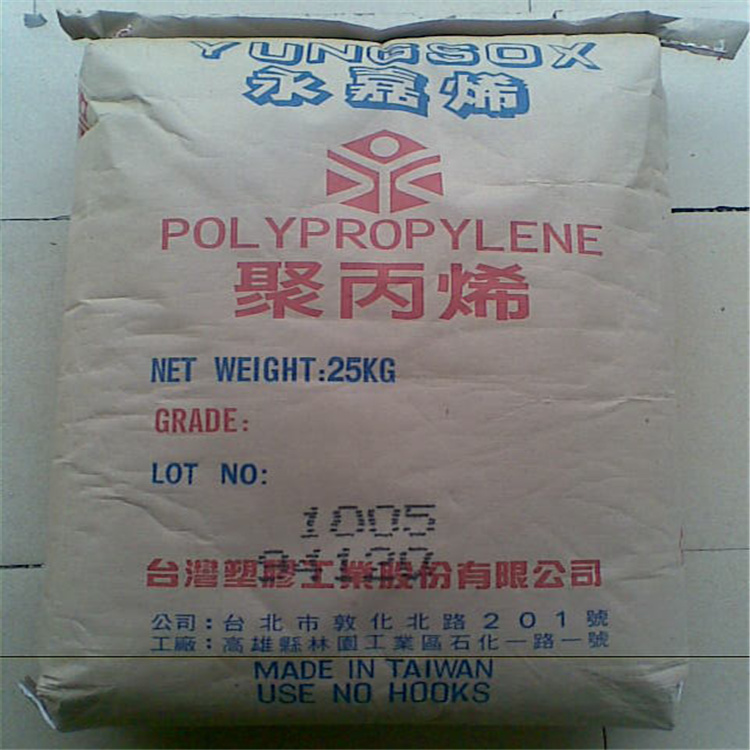 YUNGSOX
永嘉烯
POLYPROPYLENE
聚丙烯
NET WEIGHT:25KG
GRADE:
LOT NO:
1005
台灣塑膠工業股份有限公司
公司:台北市敦化北路201號
工廠:高雄縣林園工業區石化一路一號
MADE IN TAIWAN
USE NO HOOKS